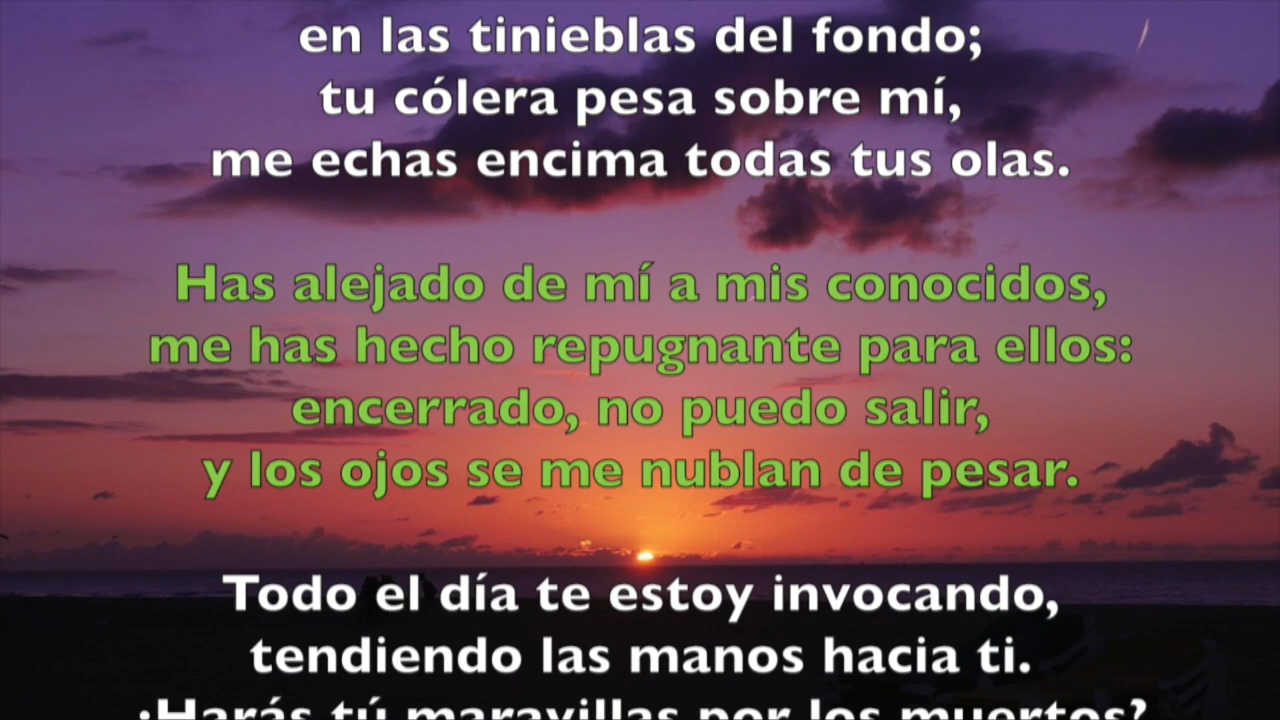 en las tinieblas del fondo;
tu cólera pesa sobre mí,
me echas encima todas tus olas.
Has alejado de mí a mis conocidos,
me has hecho repugnante para ellos:
encerrado, no puedo salir,
y los ojos se me nublan de pesar.
Todo el día te estoy invocando,
tendiendo las manos hacia ti.
¿Harás tú maravillas por los muertos?